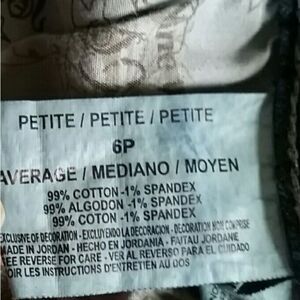 PETITE / PETITE / PETITE
6P
AVERAGE / MEDIANO / MOYEN
99% COTTON -1% SPANDEX
99% ALGODON -1% SPANDEX
99% COTON -1% SPANDEX
EXCLUSIVE OF DECORATION - EXCLUYENDO LA DECORACION - DECORATION NON COMPRISE
MADE IN JORDAN - HECHO EN JORDANIA - FAIT AU JORDANIE
SEE REVERSE FOR CARE - VER AL REVERSO PARA EL CUIDADO
VOIR LES INSTRUCTIONS D'ENTRETIEN AU DOS